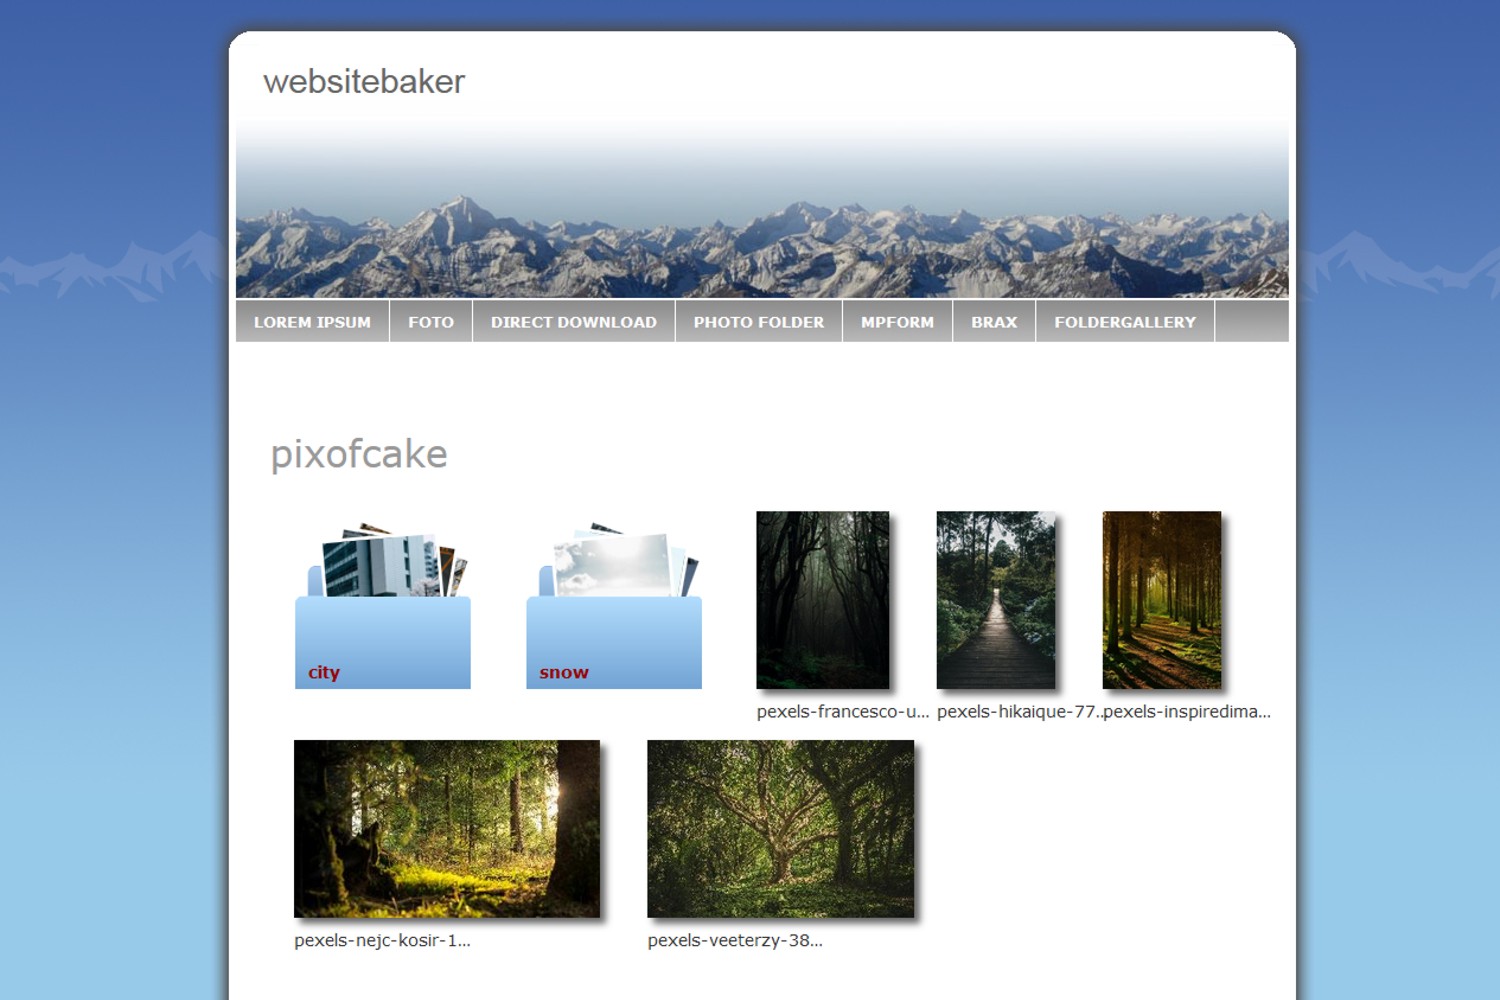 websitebaker
LOREM IPSUM FOTO DIRECT DOWNLOAD PHOTO FOLDER MPFORM BRAX FOLDERGALLERY
pixofcake
city snow
pexels-francesco-u... pexels-hikaique-77... pexels-inspiredima...
pexels-nejc-kosir-1... pexels-veeterzy-38...